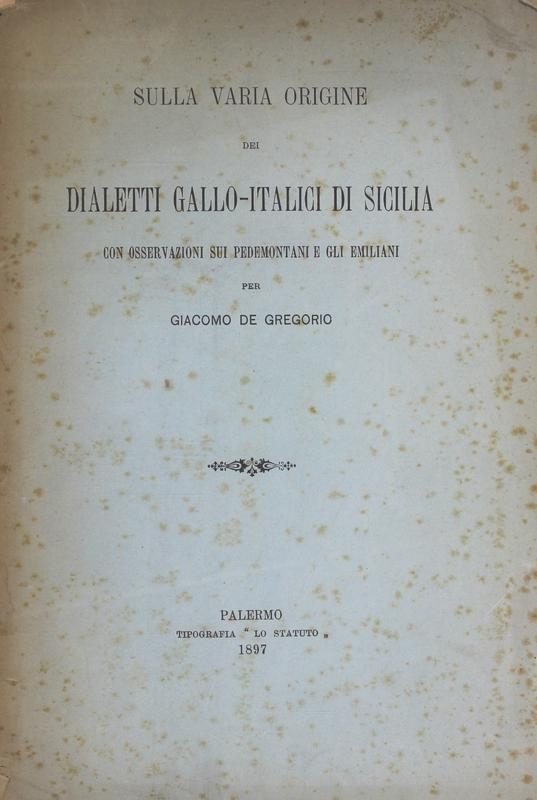 SULLA VARIA ORIGINE
DEI
DIALETTI GALLO-ITALICI DI SICILIA
CON OSSERVAZIONI SUI PEDEMONTANI E GLI EMILIANI
PER
GIACOMO DE GREGORIO
PALERMO
TIPOGRAFIA “ LO STATUTO „
1897